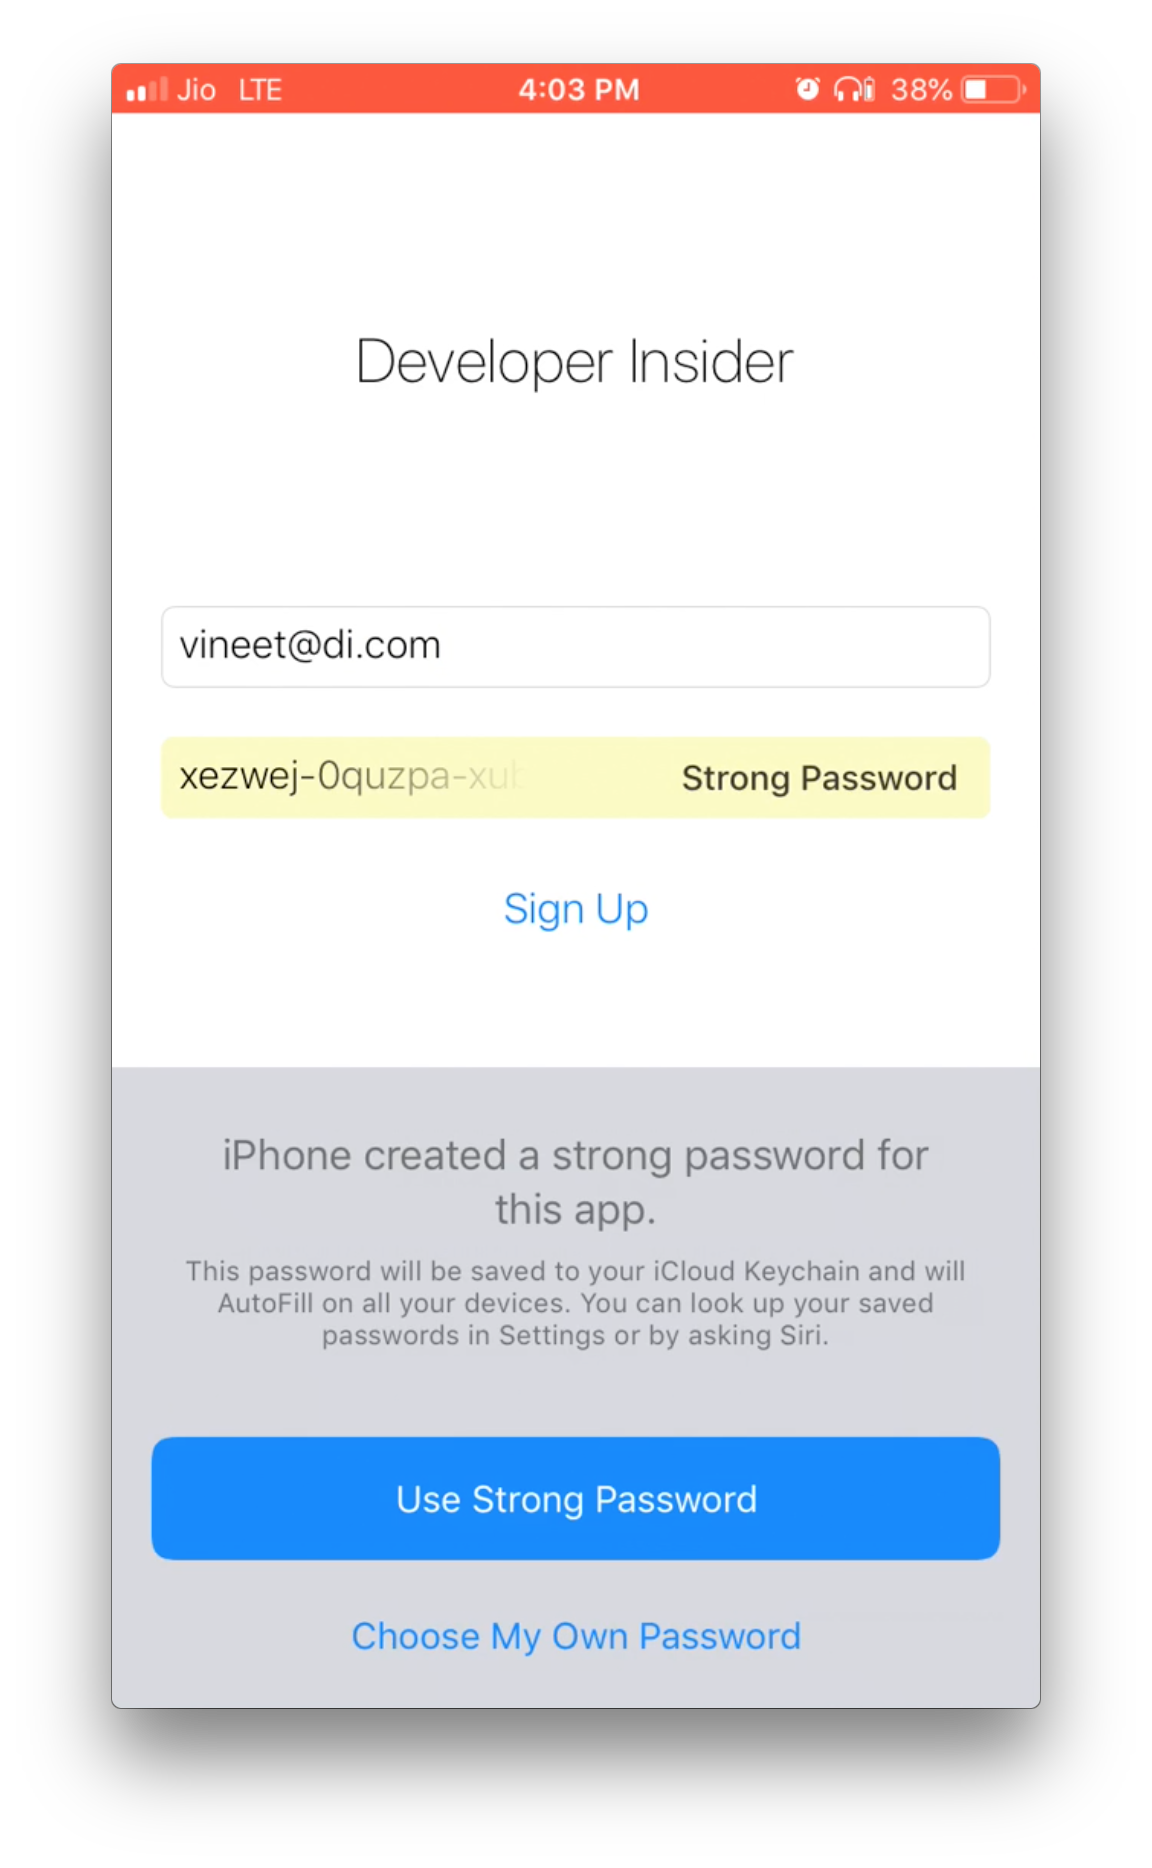 Jio LTE 4:03 PM 38%
Developer Insider
vineet@di.com
xezwej-0quzpa-xub Strong Password
Sign Up
iPhone created a strong password for
this app.
This password will be saved to your iCloud Keychain and will
AutoFill on all your devices. You can look up your saved
passwords in Settings or by asking Siri.
Use Strong Password
Choose My Own Password